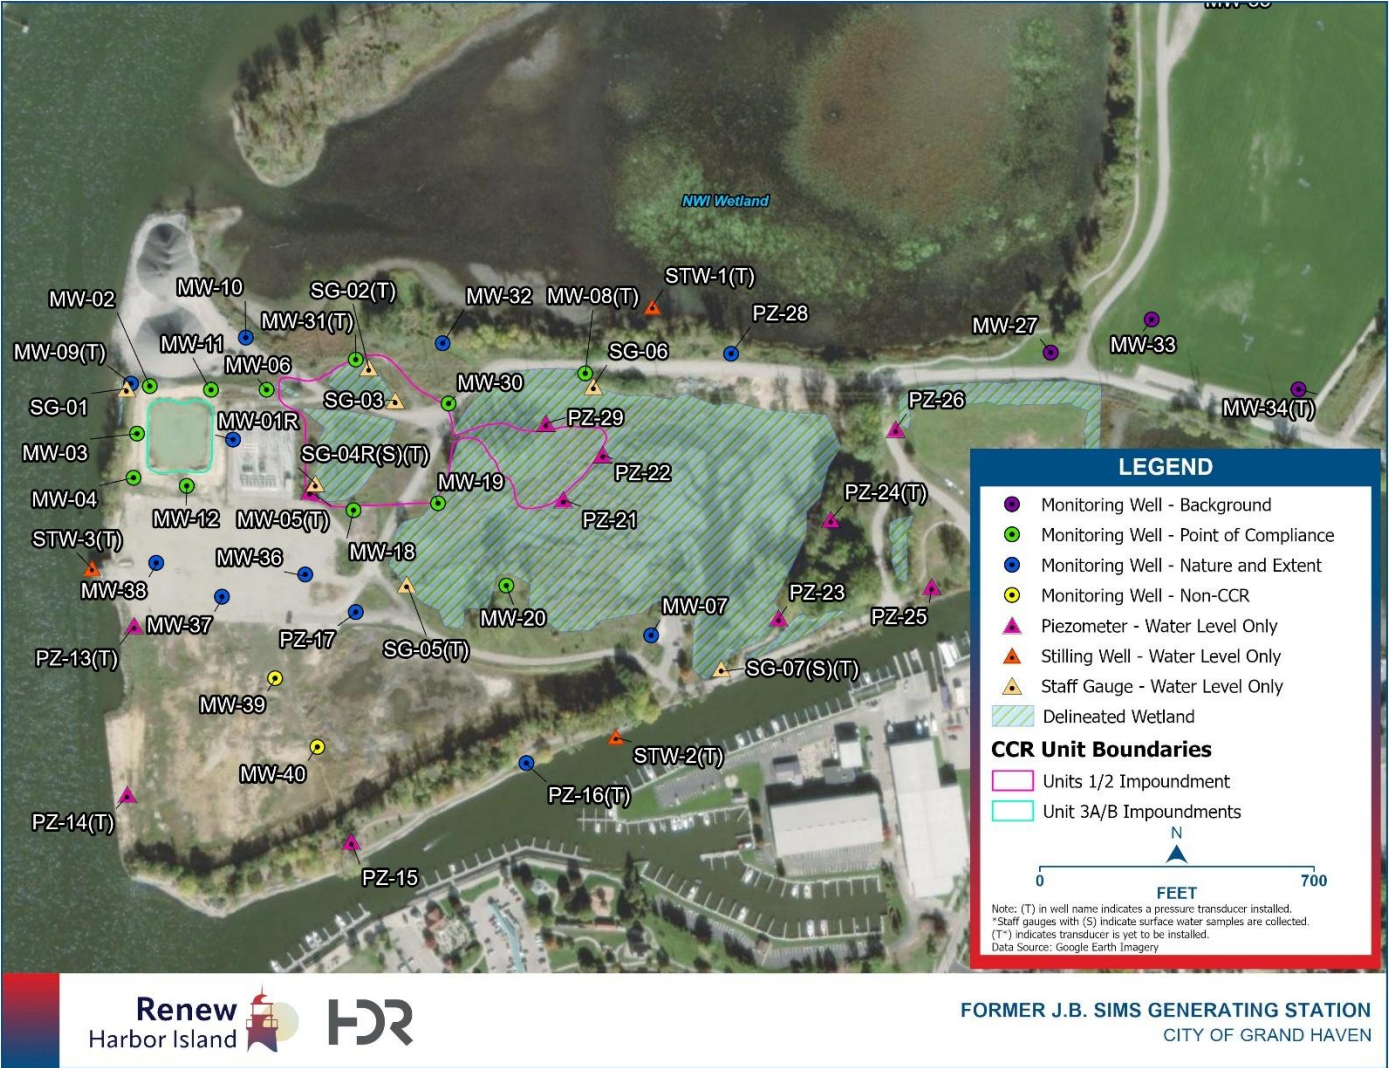 MW-35
NWI Wetland
STW-1(T)
MW-10
SG-02(T)
MW-32
MW-08(T)
MW-02
PZ-28
MW-31(T)
MW-27
MW-33
MW-11
MW-09(T)
MW-06
SG-06
MW-30
SG-03
SG-01
PZ-26
MW-34(T)
MW-01R
PZ-29
MW-03
SG-04R(S)(T)
PZ-22
MW-19
MW-04
PZ-24(T)
MW-12
MW-05(T)
PZ-21
STW-3(T)
MW-18
MW-36
MW-38
PZ-23
MW-07
MW-20
PZ-25
MW-37
PZ-17
SG-05(T)
PZ-13(T)
SG-07(S)(T)
MW-39
STW-2(T)
MW-40
PZ-16(T)
PZ-14(T)
PZ-15
LEGEND
Monitoring Well - Background
Monitoring Well - Point of Compliance
Monitoring Well - Nature and Extent
Monitoring Well - Non-CCR
Piezometer - Water Level Only
Stilling Well - Water Level Only
Staff Gauge - Water Level Only
Delineated Wetland
CCR Unit Boundaries
Units 1/2 Impoundment
Unit 3A/B Impoundments
N
0 700
FEET
Note: (T) in well name indicates a pressure transducer installed.
*Staff gauges with (S) indicate surface water samples are collected.
(T*) indicates transducer is yet to be installed.
Data Source: Google Earth Imagery
Renew
Harbor Island
HDR
FORMER J.B. SIMS GENERATING STATION
CITY OF GRAND HAVEN